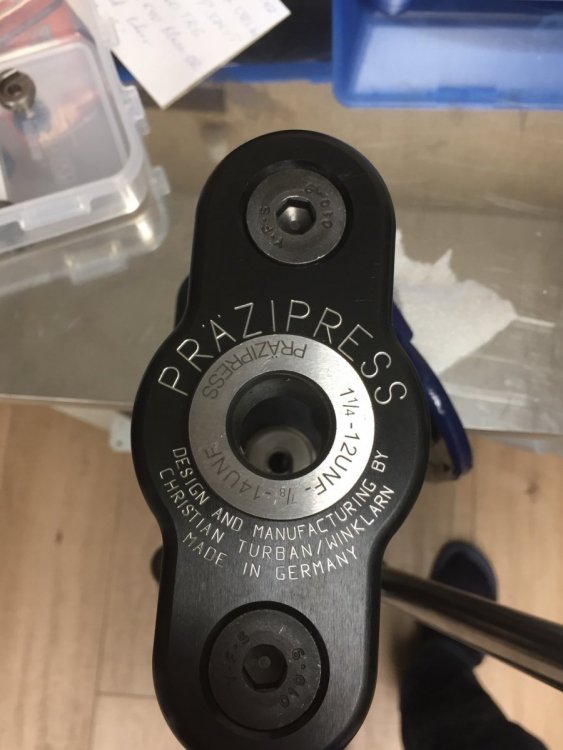 PRÄZIPRESS
PRÄZIPRESS
1 1/4-12UNF-7/8-14UNF
DESIGN AND MANUFACTURING BY
CHRISTIAN TURBAN/WINKLARN
MADE IN GERMANY